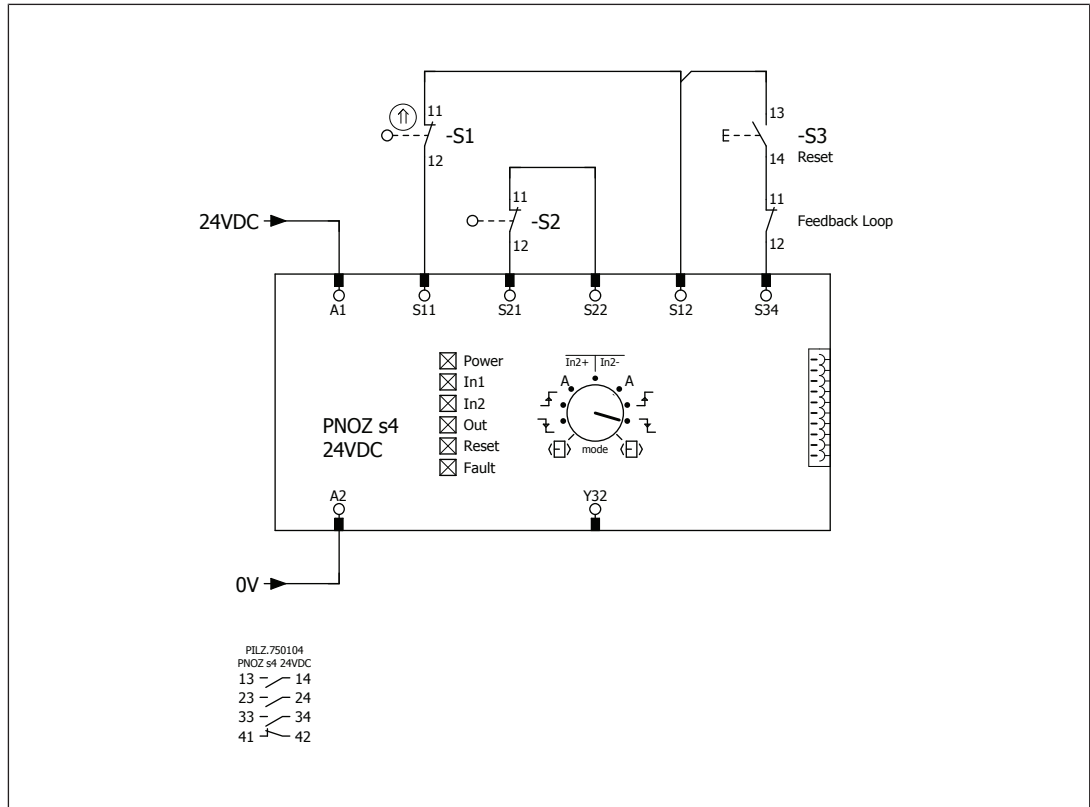 11
-S1
12
13
-S3
14 Reset
11
-S2
12
11
Feedback Loop
12
24VDC
A1 S11 S21 S22 S12 S34
Power
In1
In2
Out
Reset
Fault
In2+ In2-
A A
mode
PNOZ s4
24VDC
A2
Y32
0V
PILZ.750104
PNOZ s4 24VDC
13 14
23 24
33 34
41 42